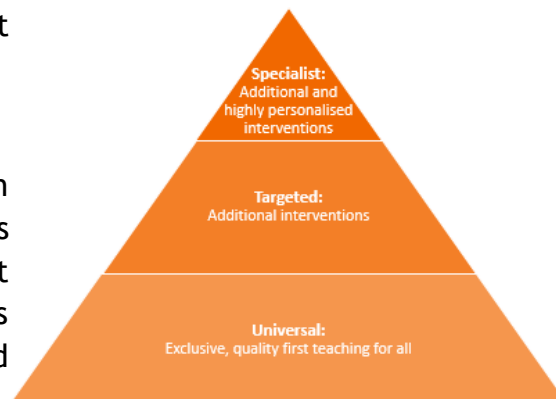 t
Specialist:
Additional and
highly personalised
interventions
n
s
Targeted:
Additional interventions
t
s
Universal:
Exclusive, quality first teaching for all
d